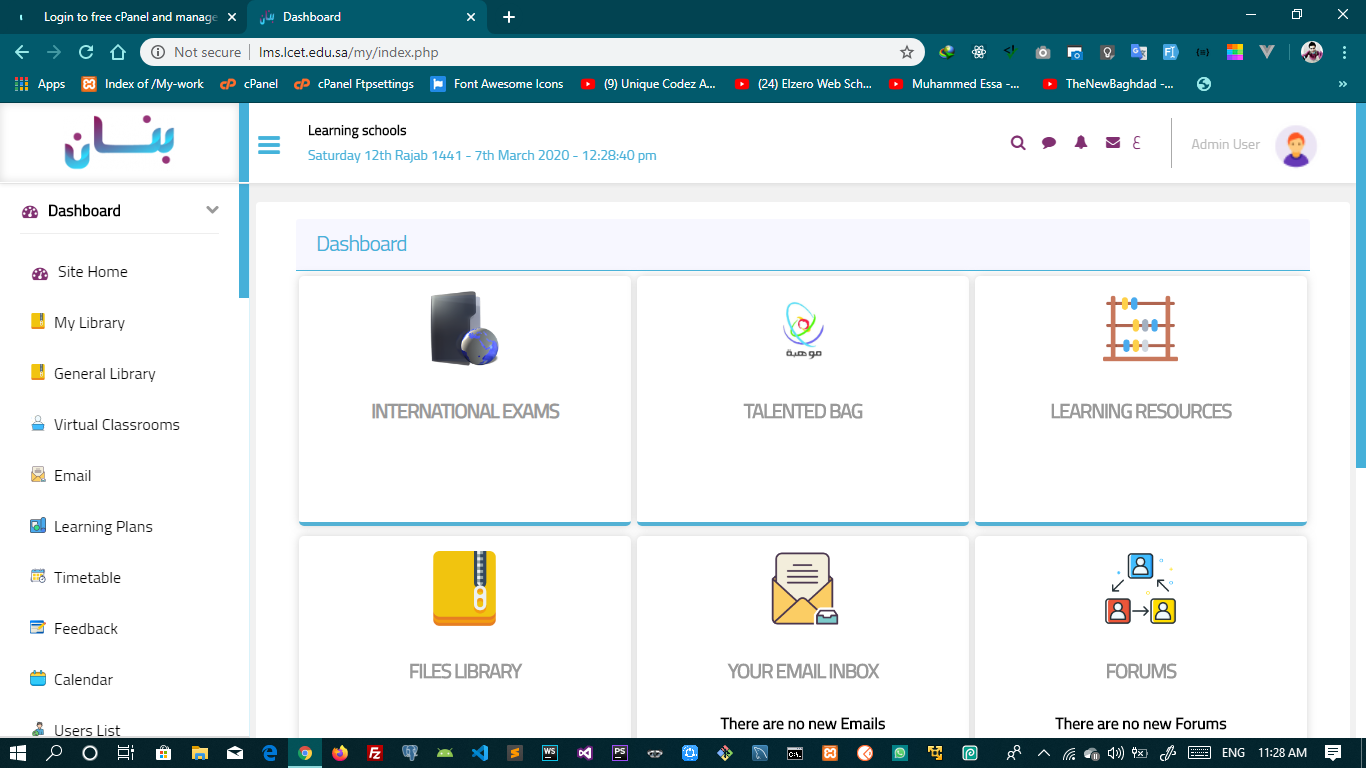 Login to free cPanel and manage
Dashboard
Not secure
lms.lcet.edu.sa/my/index.php
Apps
Index of /My-work
cPanel
cPanel Ftpsettings
Font Awesome Icons
(9) Unique Codez A...
(24) Elzero Web Sch...
Muhammed Essa -...
TheNewBaghdad -...
بنان
Learning schools
Saturday 12th Rajab 1441 - 7th March 2020 - 12:28:40 pm
ع
Admin User
Dashboard
Site Home
My Library
General Library
Virtual Classrooms
Email
Learning Plans
Timetable
Feedback
Calendar
Users List
Dashboard
موهبة
INTERNATIONAL EXAMS
TALENTED BAG
LEARNING RESOURCES
FILES LIBRARY
YOUR EMAIL INBOX
FORUMS
There are no new Emails
There are no new Forums
ENG
11:28 AM